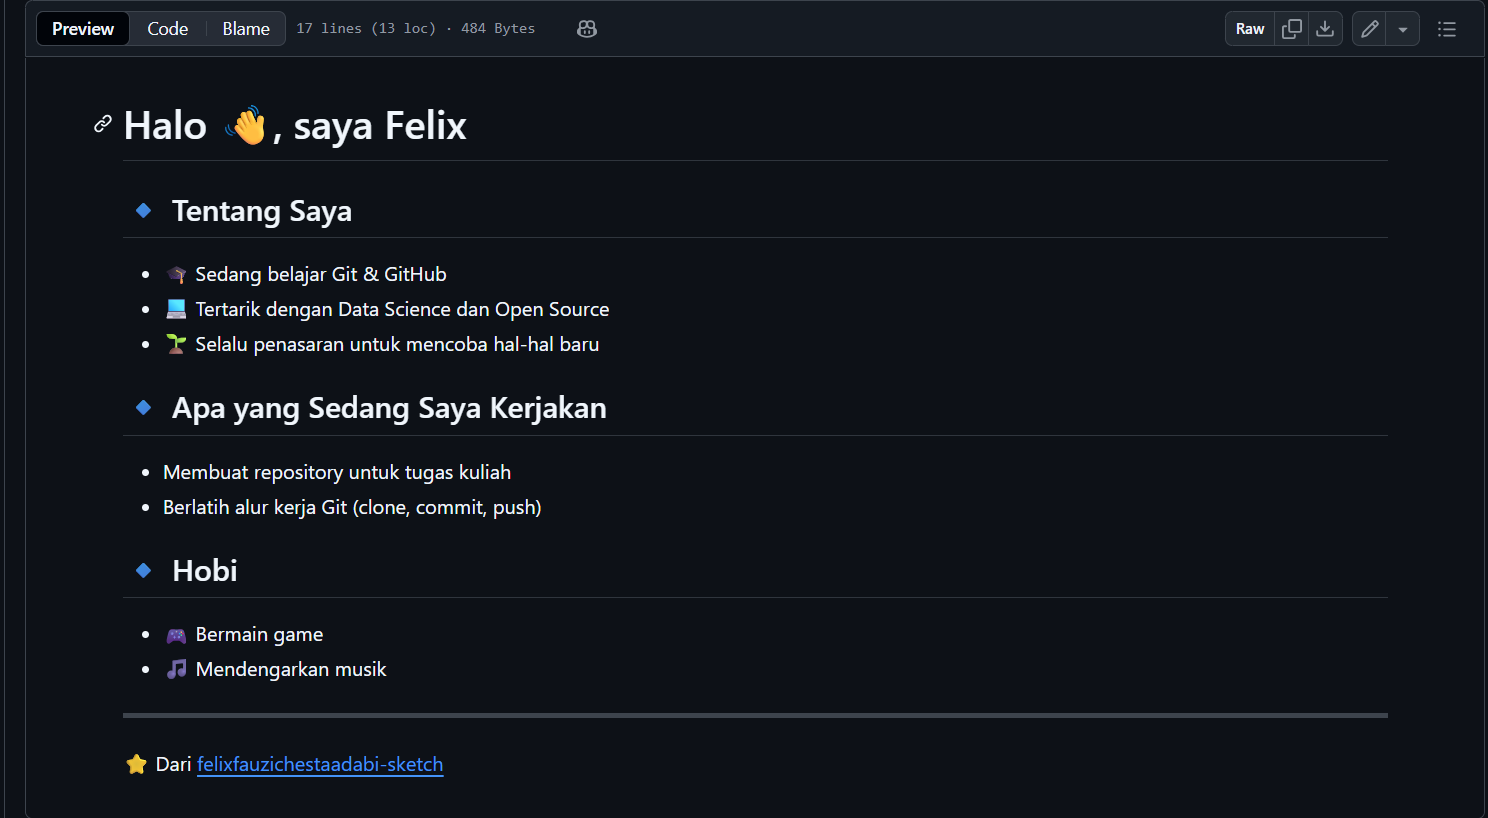 Preview Code Blame 17 lines (13 loc) · 484 Bytes Raw
Halo 👋, saya Felix
🔹 Tentang Saya
• 🎓 Sedang belajar Git & GitHub
• 💻 Tertarik dengan Data Science dan Open Source
• 🌱 Selalu penasaran untuk mencoba hal-hal baru
🔹 Apa yang Sedang Saya Kerjakan
• Membuat repository untuk tugas kuliah
• Berlatih alur kerja Git (clone, commit, push)
🔹 Hobi
• 🎮 Bermain game
• 🎵 Mendengarkan musik
⭐ Dari felixfauzichestaadabi-sketch